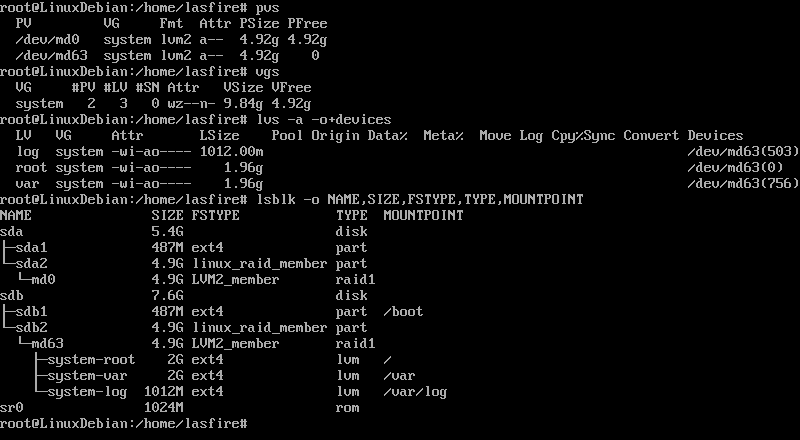 root@LinuxDebian:/home/lasfire# pvs
  PV         VG     Fmt  Attr PSize PFree
  /dev/md0   system lvm2 a--  4.92g 4.92g
  /dev/md63  system lvm2 a--  4.92g    0
root@LinuxDebian:/home/lasfire# vgs
  VG     #PV #LV #SN Attr   VSize VFree
  system   2   3   0 wz--n- 9.84g 4.92g
root@LinuxDebian:/home/lasfire# lvs -a -o+devices
  LV   VG     Attr       LSize    Pool Origin Data%  Meta%  Move Log Cpy%Sync Convert Devices
  log  system -wi-ao---- 1012.00m                                                     /dev/md63(503)
  root system -wi-ao----    1.96g                                                     /dev/md63(0)
  var  system -wi-ao----    1.96g                                                     /dev/md63(756)
root@LinuxDebian:/home/lasfire# lsblk -o NAME,SIZE,FSTYPE,TYPE,MOUNTPOINT
NAME               SIZE FSTYPE            TYPE  MOUNTPOINT
sda                5.4G                   disk
├─sda1             487M ext4              part
└─sda2             4.9G linux_raid_member part
  └─md0            4.9G LVM2_member       raid1
sdb                7.6G                   disk
├─sdb1             487M ext4              part  /boot
└─sdb2             4.9G linux_raid_member part
  └─md63           4.9G LVM2_member       raid1
    ├─system-root    2G ext4              lvm   /
    ├─system-var     2G ext4              lvm   /var
    └─system-log  1012M ext4              lvm   /var/log
sr0               1024M                   rom
root@LinuxDebian:/home/lasfire#